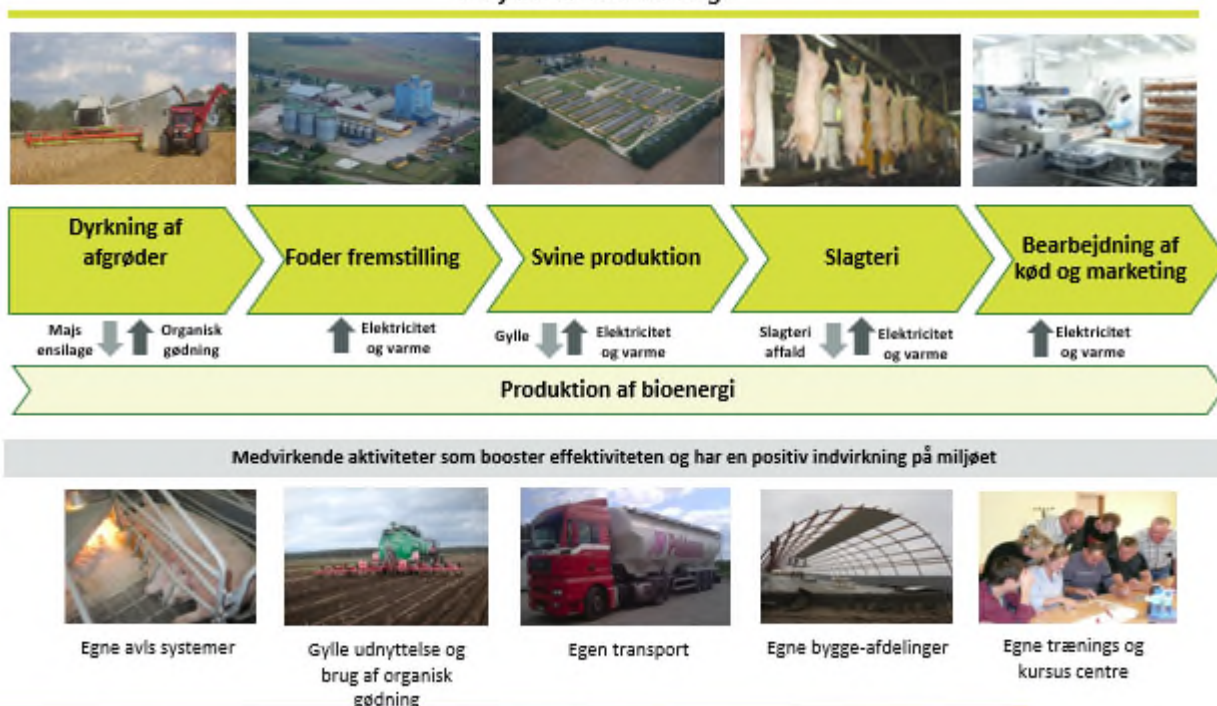 Dyrkning af
afgrøder
Foder fremstilling
Svine produktion
Slagteri
Bearbejdning af
kød og marketing
Majs
ensilage
Organisk
gødning
Elektricitet
og varme
Gylle
Elektricitet
og varme
Slagteri
affald
Elektricitet
og varme
Elektricitet
og varme
Produktion af bioenergi
Medvirkende aktiviteter som booster effektiviteten og har en positiv indvirkning på miljøet
Egne avls systemer
Gylle udnyttelse og
brug af organisk
gødning
Egen transport
Egne bygge-afdelinger
Egne trænings og
kursus centre